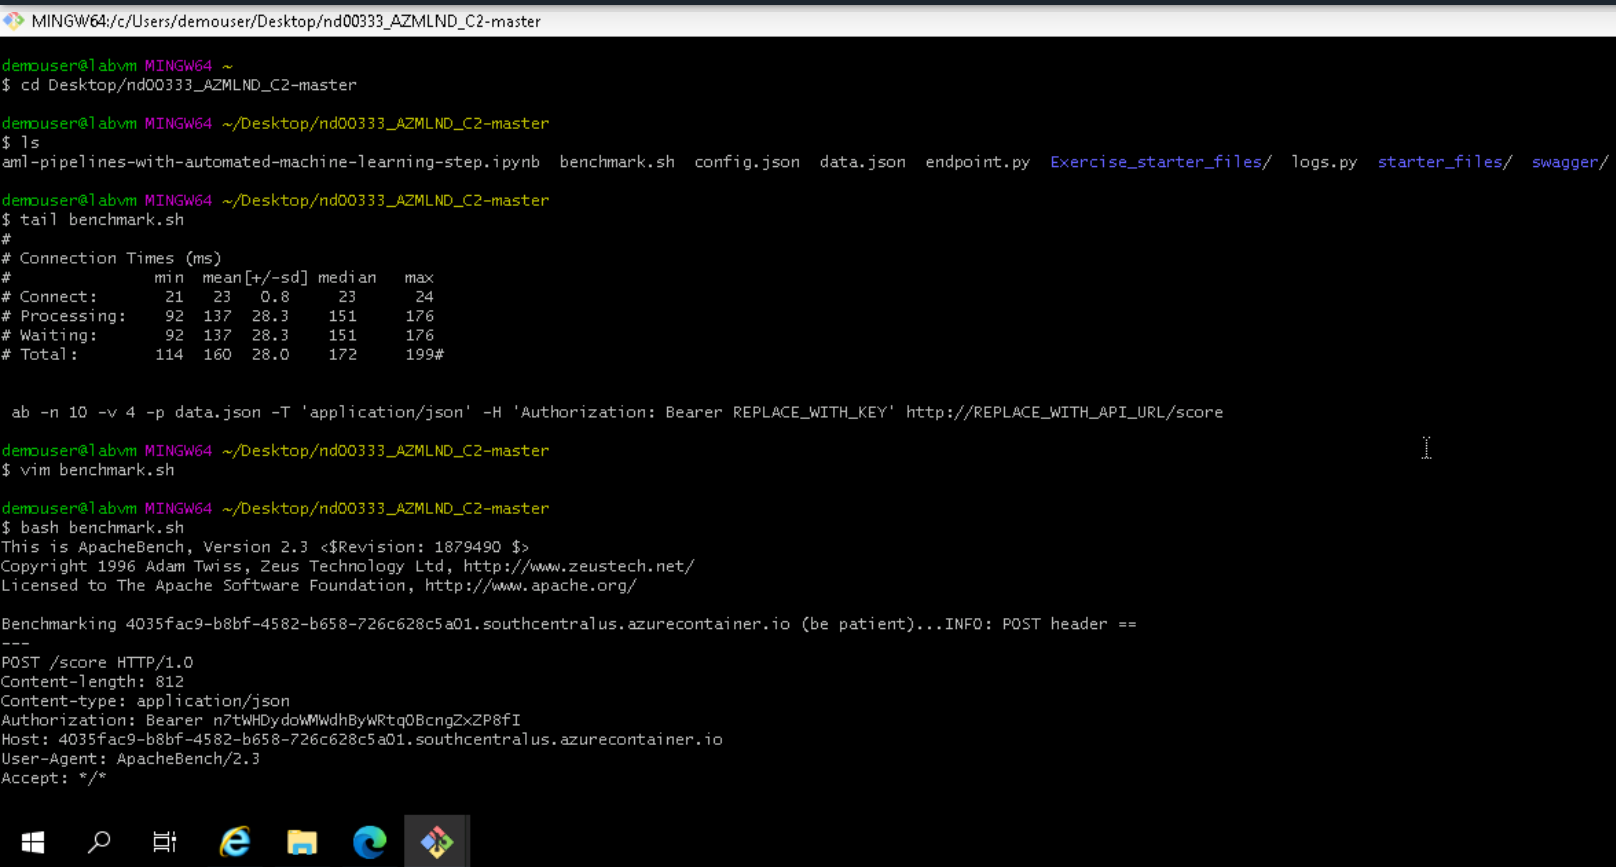 MINGW64:/c/Users/demouser/Desktop/nd00333_AZMLND_C2-master
demouser@labvm MINGW64 ~
$ cd Desktop/nd00333_AZMLND_C2-master
demouser@labvm MINGW64 ~/Desktop/nd00333_AZMLND_C2-master
$ ls
aml-pipelines-with-automated-machine-learning-step.ipynb  benchmark.sh  config.json  data.json  endpoint.py  Exercise_starter_files/  logs.py  starter_files/  swagger/
demouser@labvm MINGW64 ~/Desktop/nd00333_AZMLND_C2-master
$ tail benchmark.sh
#
# Connection Times (ms)
#               min  mean[+/-sd] median   max
# Connect:       21   23   0.8     23      24
# Processing:    92  137  28.3    151     176
# Waiting:       92  137  28.3    151     176
# Total:        114  160  28.0    172     199#
ab -n 10 -v 4 -p data.json -T 'application/json' -H 'Authorization: Bearer REPLACE_WITH_KEY' http://REPLACE_WITH_API_URL/score
demouser@labvm MINGW64 ~/Desktop/nd00333_AZMLND_C2-master
$ vim benchmark.sh
demouser@labvm MINGW64 ~/Desktop/nd00333_AZMLND_C2-master
$ bash benchmark.sh
This is ApacheBench, Version 2.3 <$Revision: 1879490 $>
Copyright 1996 Adam Twiss, Zeus Technology Ltd, http://www.zeustech.net/
Licensed to The Apache Software Foundation, http://www.apache.org/
Benchmarking 4035fac9-b8bf-4582-b658-726c628c5a01.southcentralus.azurecontainer.io (be patient)...INFO: POST header ==
---
POST /score HTTP/1.0
Content-length: 812
Content-type: application/json
Authorization: Bearer n7tWHDydoWMWdhByWRtqOBcngZxZP8fI
Host: 4035fac9-b8bf-4582-b658-726c628c5a01.southcentralus.azurecontainer.io
User-Agent: ApacheBench/2.3
Accept: */*